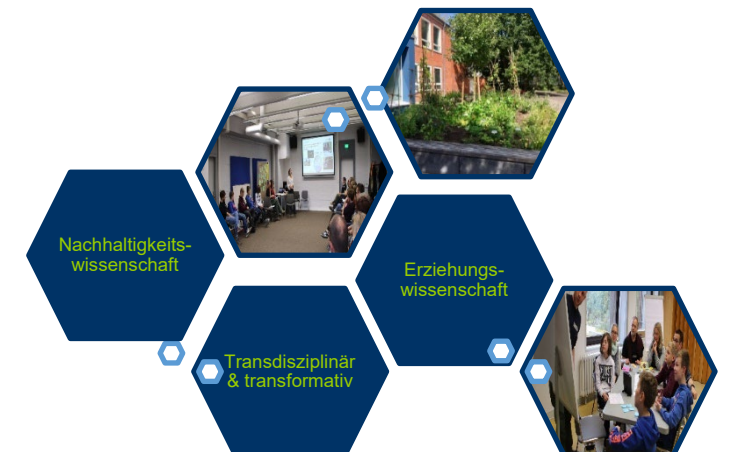 Nachhaltigkeits-
wissenschaft
Erziehungs-
wissenschaft
Transdisziplinär
& transformativ